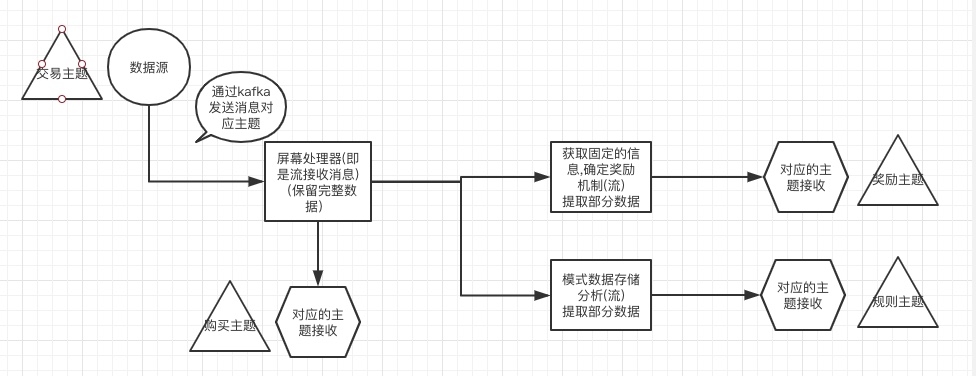 交易主题
数据源
通过kafka
发送消息对
应主题
屏幕处理器(即
是流接收消息)
(保留完整数
据)
获取固定的信
息,确定奖励
机制(流)
提取部分数据
对应的主
题接收
奖励主题
模式数据存储
分析(流)
提取部分数据
对应的主
题接收
规则主题
购买主题
对应的主
题接收